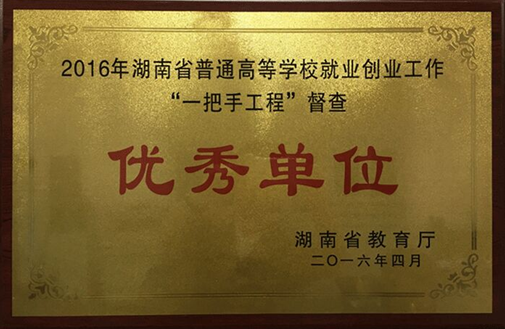 2016年湖南省普通高等学校就业创业工作
“一把手工程”督查
优秀单位
湖南省教育厅
二〇一六年四月